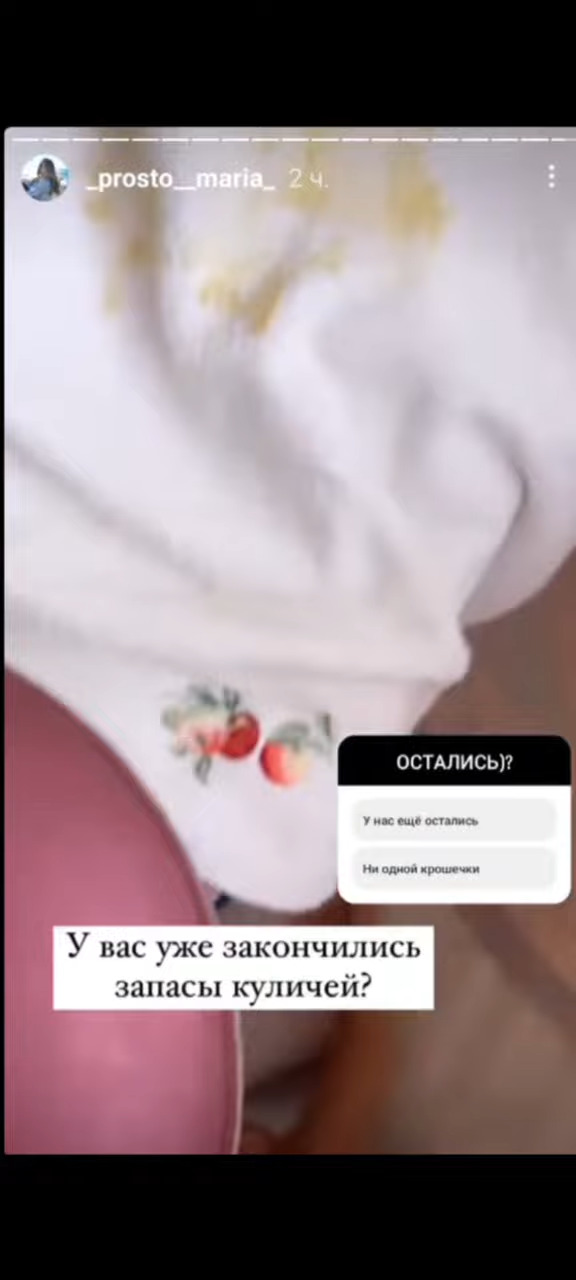 _prosto__maria_ 2 ч.
ОСТАЛИСЬ)?
У нас ещё остались
Ни одной крошечки
У вас уже закончились
запасы куличей?